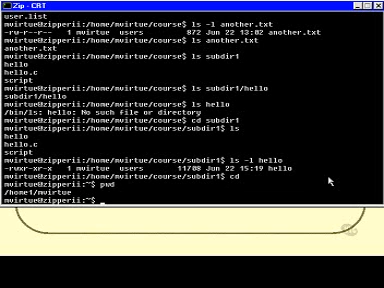 Zip - CRT
user.list
mvirtue@zipperii:/home/mvirtue/course$ ls -l another.txt
-rw-r--r-- 1 mvirtue users 872 Jun 22 13:02 another.txt
mvirtue@zipperii:/home/mvirtue/course$ ls another.txt
another.txt
mvirtue@zipperii:/home/mvirtue/course$ ls subdir1
hello
hello.c
script
mvirtue@zipperii:/home/mvirtue/course$ ls subdir1/hello
subdir1/hello
mvirtue@zipperii:/home/mvirtue/course$ ls hello
/bin/ls: hello: No such file or directory
mvirtue@zipperii:/home/mvirtue/course$ cd subdir1
mvirtue@zipperii:/home/mvirtue/course/subdir1$ ls
hello
hello.c
script
mvirtue@zipperii:/home/mvirtue/course/subdir1$ ls -l hello
-rwxr-xr-x 1 mvirtue users 11708 Jun 22 15:19 hello
mvirtue@zipperii:/home/mvirtue/course/subdir1$ cd
mvirtue@zipperii:~$ pwd
/home1/mvirtue
mvirtue@zipperii:~$ _